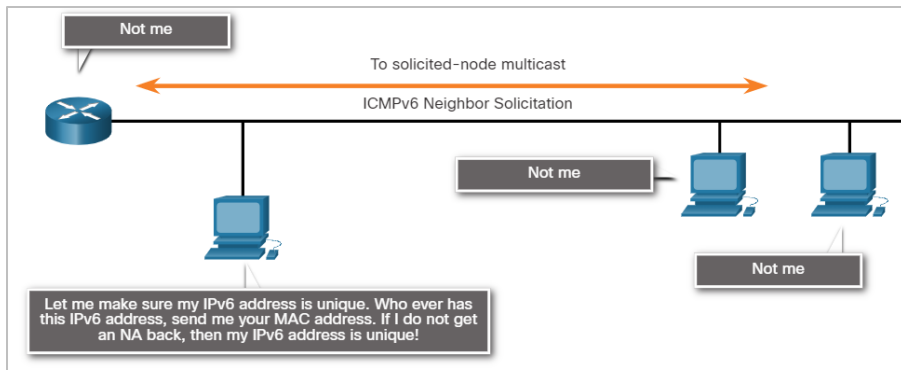 Not me
To solicited-node multicast
ICMPv6 Neighbor Solicitation
Not me
Not me
Let me make sure my IPv6 address is unique. Who ever has
this IPv6 address, send me your MAC address. If I do not get
an NA back, then my IPv6 address is unique!